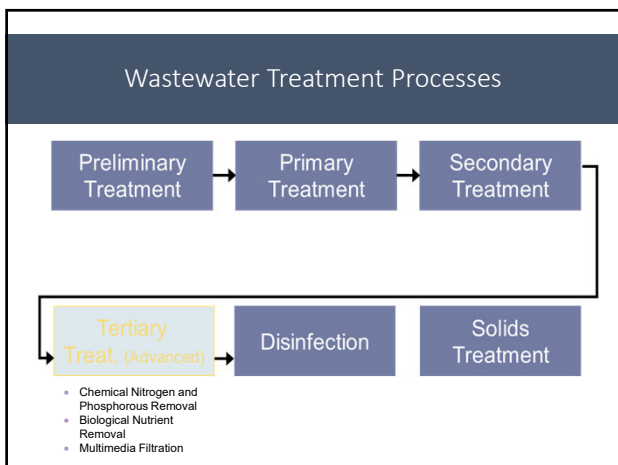 Wastewater Treatment Processes
Preliminary
Treatment
Primary
Treatment
Secondary
Treatment
Tertiary
Treat. (Advanced)
Disinfection
Solids
Treatment
• Chemical Nitrogen and
Phosphorous Removal
• Biological Nutrient
Removal
• Multimedia Filtration